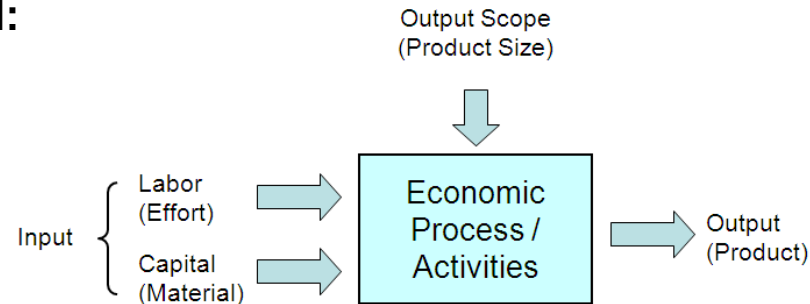 Output Scope
(Product Size)
Labor
(Effort)
Input
Capital
(Material)
Economic
Process /
Activities
Output
(Product)